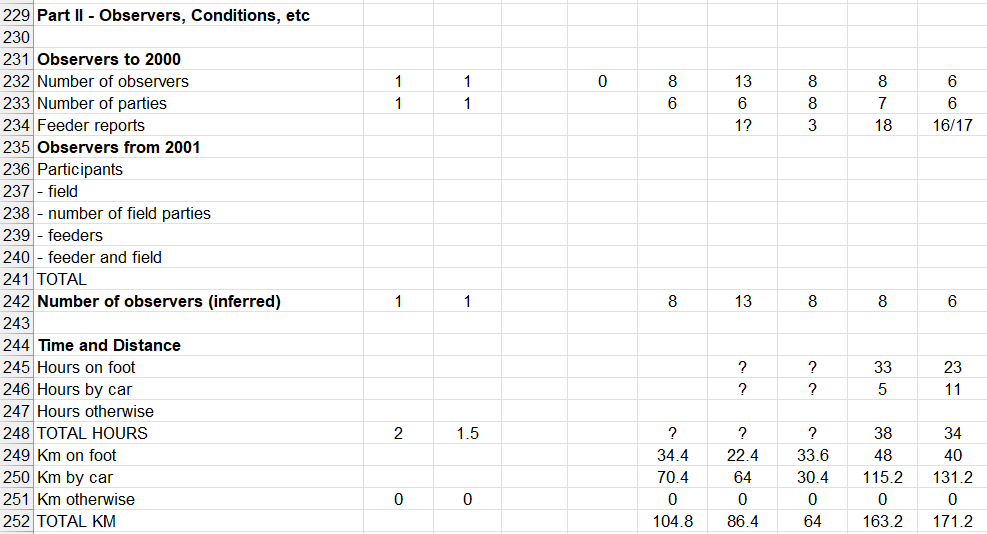 229 Part II - Observers, Conditions, etc
230
231 Observers to 2000
232 Number of observers 1 1 0 8 13 8 8 6
233 Number of parties 1 1 6 6 8 7 6
234 Feeder reports 1? 3 18 16/17
235 Observers from 2001
236 Participants
237 - field
238 - number of field parties
239 - feeders
240 - feeder and field
241 TOTAL
242 Number of observers (inferred) 1 1 8 13 8 8 6
243
244 Time and Distance
245 Hours on foot ? ? 33 23
246 Hours by car ? ? 5 11
247 Hours otherwise
248 TOTAL HOURS 2 1.5 ? ? ? 38 34
249 Km on foot 34.4 22.4 33.6 48 40
250 Km by car 70.4 64 30.4 115.2 131.2
251 Km otherwise 0 0 0 0 0 0 0
252 TOTAL KM 104.8 86.4 64 163.2 171.2